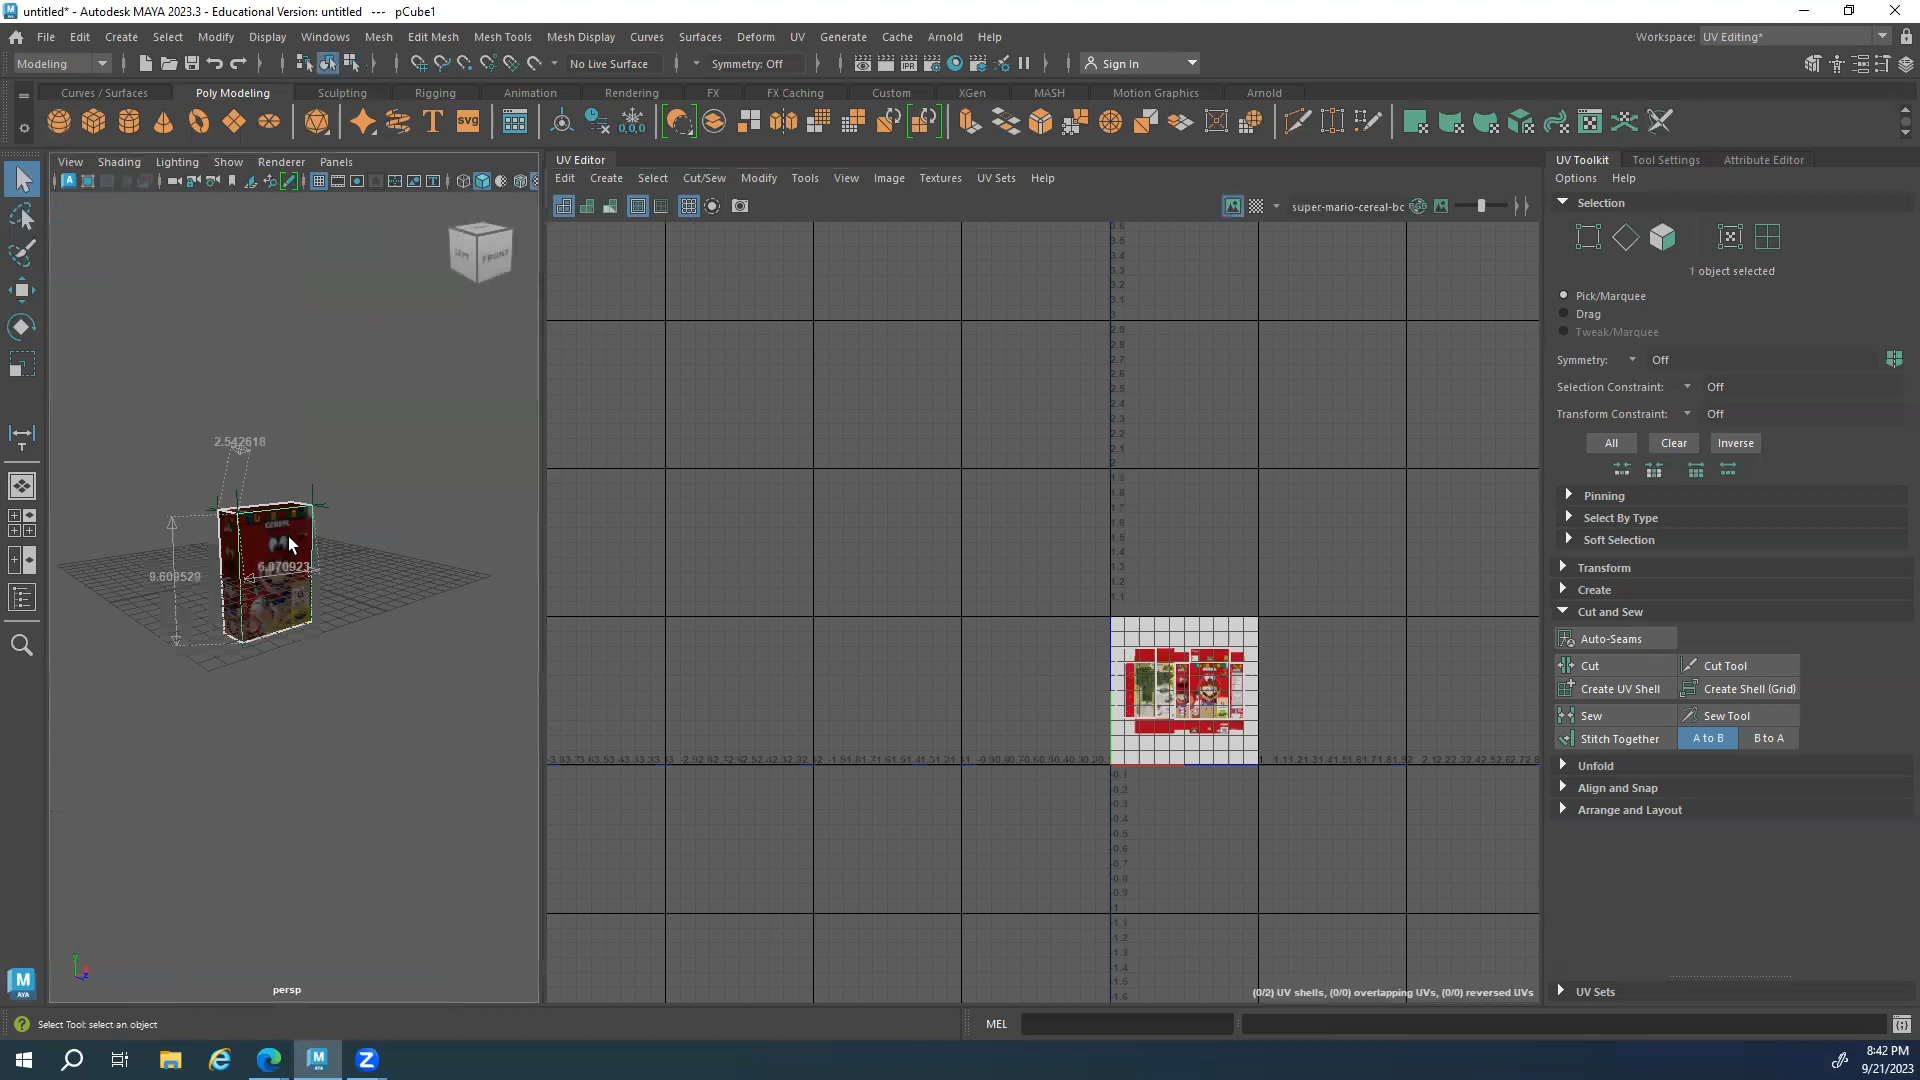 untitled* - Autodesk MAYA 2023.3 - Educational Version: untitled --- pCube1
File Edit Create Select Modify Display Windows Mesh Edit Mesh Mesh Tools Mesh Display Curves Surfaces Deform UV Generate Cache Arnold Help
Workspace: UV Editing*
Modeling
No Live Surface
Symmetry: Off
Sign In
Curves / Surfaces Poly Modeling Sculpting Rigging Animation Rendering FX FX Caching Custom XGen MASH Motion Graphics Arnold
View Shading Lighting Show Renderer Panels
UV Editor
Edit Create Select Cut/Sew Modify Tools View Image Textures UV Sets Help
super-mario-cereal-bc
UV Toolkit Tool Settings Attribute Editor
Options Help
Selection
1 object selected
Pick/Marquee
Drag
Tweak/Marquee
Symmetry: Off
Selection Constraint: Off
Transform Constraint: Off
All Clear Inverse
Pinning
Select By Type
Soft Selection
Transform
Create
Cut and Sew
Auto-Seams
Cut Cut Tool
Create UV Shell Create Shell (Grid)
Sew Sew Tool
Stitch Together A to B B to A
Unfold
Align and Snap
Arrange and Layout
UV Sets
FRONT
2.542618
9.609529
6.070923
persp
(0/2) UV shells, (0/0) overlapping UVs, (0/0) reversed UVs
Select Tool: select an object
MEL
8:42 PM
9/21/2023